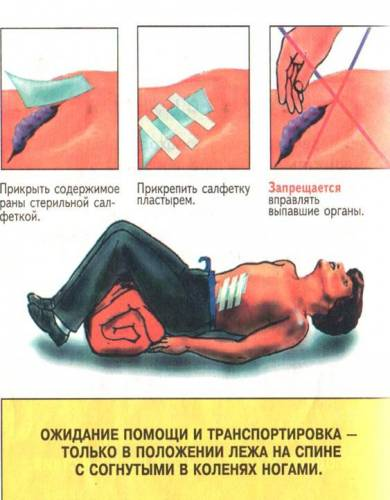 Прикрыть содержимое
раны стерильной сал-
феткой.
Прикрепить салфетку
пластырем.
Запрещается
вправлять
выпавшие органы.
ОЖИДАНИЕ ПОМОЩИ И ТРАНСПОРТИРОВКА –
ТОЛЬКО В ПОЛОЖЕНИИ ЛЕЖА НА СПИНЕ
С СОГНУТЫМИ В КОЛЕНЯХ НОГАМИ.